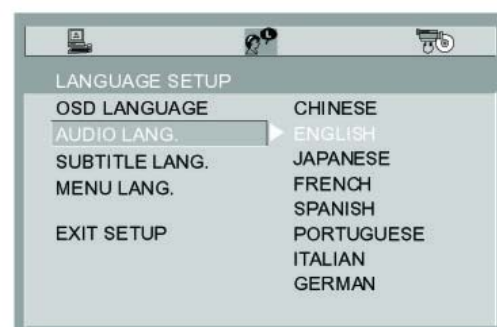 LANGUAGE SETUP
OSD LANGUAGE
AUDIO LANG.
SUBTITLE LANG.
MENU LANG.
EXIT SETUP
CHINESE
ENGLISH
JAPANESE
FRENCH
SPANISH
PORTUGUESE
ITALIAN
GERMAN